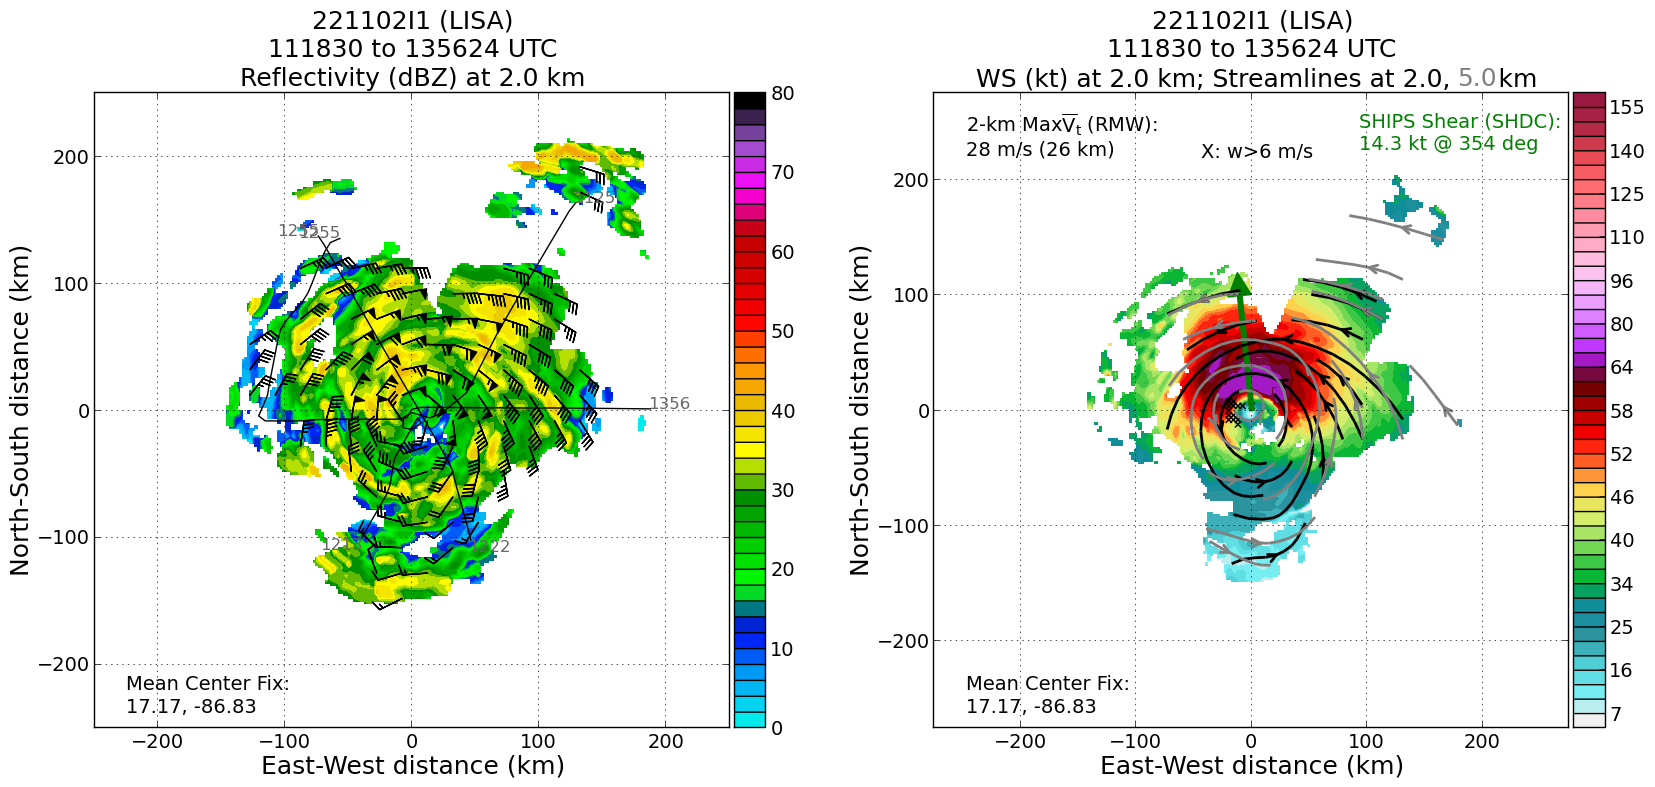 221102I1 (LISA)
111830 to 135624 UTC
Reflectivity (dBZ) at 2.0 km
North-South distance (km)
200
100
0
−100
−200
−200
−100
0
100
200
East-West distance (km)
1255
1356
Mean Center Fix:
17.17, -86.83
80
70
60
50
40
30
20
10
0
221102I1 (LISA)
111830 to 135624 UTC
WS (kt) at 2.0 km; Streamlines at 2.0, 5.0 km
2-km MaxV̅t (RMW):
28 m/s (26 km)
X: w>6 m/s
SHIPS Shear (SHDC):
14.3 kt @ 354 deg
North-South distance (km)
200
100
0
−100
−200
−200
−100
0
100
200
East-West distance (km)
Mean Center Fix:
17.17, -86.83
155
140
125
110
96
80
64
58
52
46
40
34
25
16
7